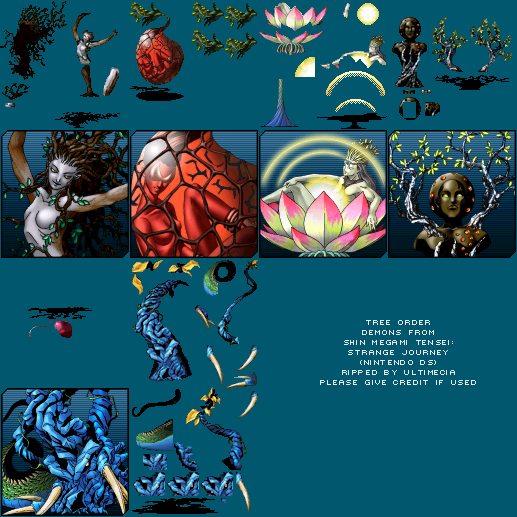 TREE ORDER
DEMONS FROM
SHIN MEGAMI TENSEI:
STRANGE JOURNEY
(NINTENDO DS)
RIPPED BY ULTIMECIA
PLEASE GIVE CREDIT IF USED